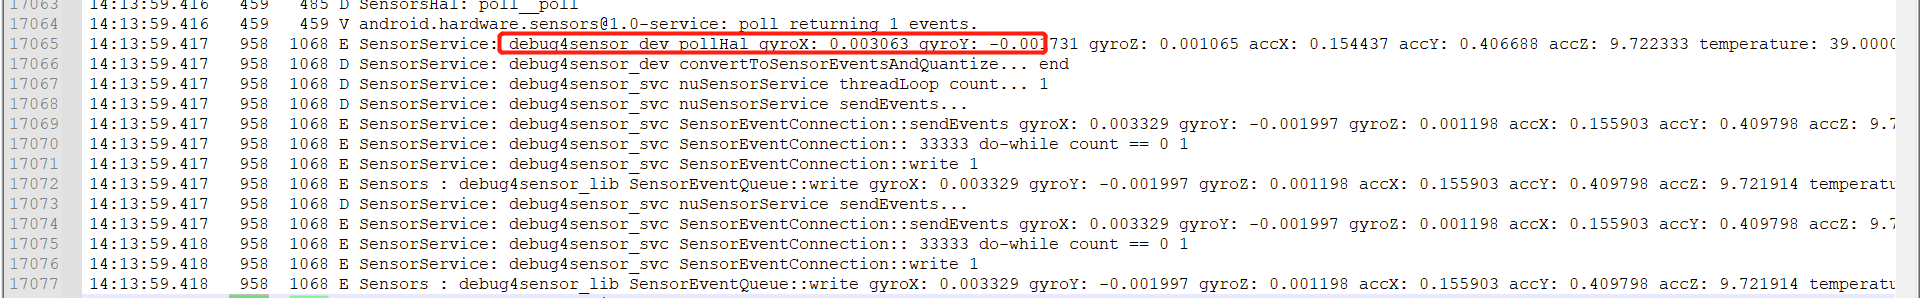 17063 14:13:59.416 459 485 D SensorsHal: poll__poll
17064 14:13:59.416 459 459 V android.hardware.sensors@1.0-service: poll returning 1 events.
17065 14:13:59.417 958 1068 E SensorService: debug4sensor_dev pollHal gyroX: 0.003063 gyroY: -0.001731 gyroZ: 0.001065 accX: 0.154437 accY: 0.406688 accZ: 9.722333 temperature: 39.0000
17066 14:13:59.417 958 1068 D SensorService: debug4sensor_dev convertToSensorEventsAndQuantize... end
17067 14:13:59.417 958 1068 D SensorService: debug4sensor_svc nuSensorService threadLoop count... 1
17068 14:13:59.417 958 1068 D SensorService: debug4sensor_svc nuSensorService sendEvents...
17069 14:13:59.417 958 1068 E SensorService: debug4sensor_svc SensorEventConnection::sendEvents gyroX: 0.003329 gyroY: -0.001997 gyroZ: 0.001198 accX: 0.155903 accY: 0.409798 accZ: 9.7
17070 14:13:59.417 958 1068 E SensorService: debug4sensor_svc SensorEventConnection:: 33333 do-while count == 0 1
17071 14:13:59.417 958 1068 E SensorService: debug4sensor_svc SensorEventConnection::write 1
17072 14:13:59.417 958 1068 E Sensors : debug4sensor_lib SensorEventQueue::write gyroX: 0.003329 gyroY: -0.001997 gyroZ: 0.001198 accX: 0.155903 accY: 0.409798 accZ: 9.721914 temperatu
17073 14:13:59.417 958 1068 D SensorService: debug4sensor_svc nuSensorService sendEvents...
17074 14:13:59.417 958 1068 E SensorService: debug4sensor_svc SensorEventConnection::sendEvents gyroX: 0.003329 gyroY: -0.001997 gyroZ: 0.001198 accX: 0.155903 accY: 0.409798 accZ: 9.7
17075 14:13:59.418 958 1068 E SensorService: debug4sensor_svc SensorEventConnection:: 33333 do-while count == 0 1
17076 14:13:59.418 958 1068 E SensorService: debug4sensor_svc SensorEventConnection::write 1
17077 14:13:59.418 958 1068 E Sensors : debug4sensor_lib SensorEventQueue::write gyroX: 0.003329 gyroY: -0.001997 gyroZ: 0.001198 accX: 0.155903 accY: 0.409798 accZ: 9.721914 temperatu